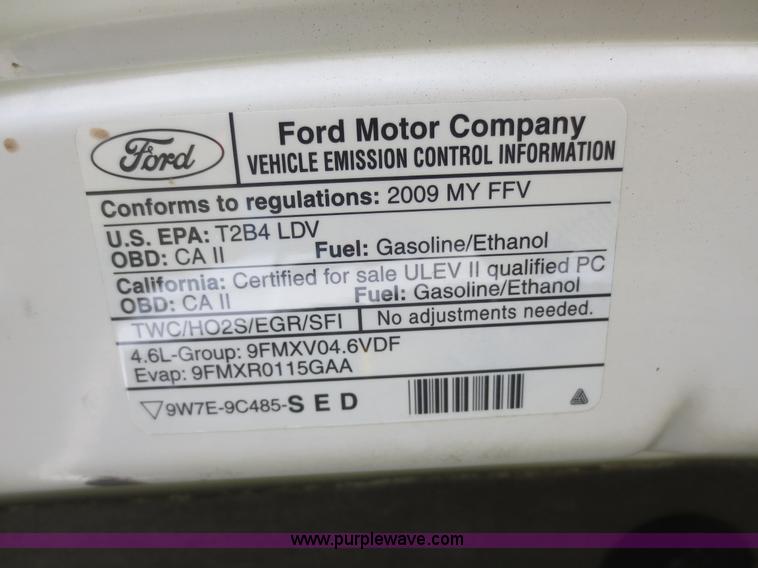 Ford
Ford Motor Company
VEHICLE EMISSION CONTROL INFORMATION
Conforms to regulations: 2009 MY FFV
U.S. EPA: T2B4 LDV
OBD: CA II Fuel: Gasoline/Ethanol
California: Certified for sale ULEV II qualified PC
OBD: CA II Fuel: Gasoline/Ethanol
TWC/HO2S/EGR/SFI No adjustments needed.
4.6L-Group: 9FMXV04.6VDF
Evap: 9FMXR0115GAA
9W7E-9C485-S E D
www.purplewave.com